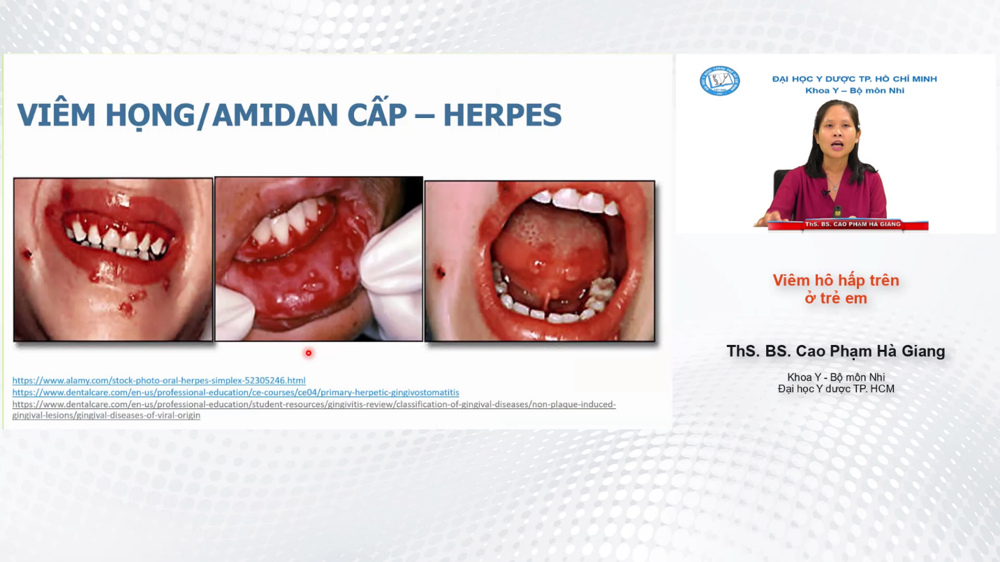 VIÊM HỌNG/AMIDAN CẤP – HERPES
https://www.alamy.com/stock-photo-oral-herpes-simplex-52305246.html
https://www.dentalcare.com/en-us/professional-education/ce-courses/ce04/primary-herpetic-gingivostomatitis
https://www.dentalcare.com/en-us/professional-education/student-resources/gingivitis-review/classification-of-gingival-diseases/non-plaque-induced-
gingival-lesions/gingival-diseases-of-viral-origin
ĐẠI HỌC Y DƯỢC TP. HỒ CHÍ MINH
Khoa Y – Bộ môn Nhi
ThS. BS. CAO PHẠM HÀ GIANG
Viêm hô hấp trên
ở trẻ em
ThS. BS. Cao Phạm Hà Giang
Khoa Y - Bộ môn Nhi
Đại học Y dược TP. HCM